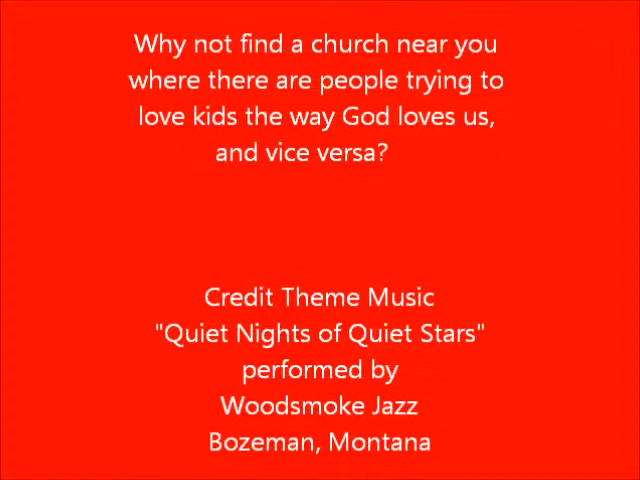 Why not find a church near you
where there are people trying to
love kids the way God loves us,
and vice versa?
Credit Theme Music
"Quiet Nights of Quiet Stars"
performed by
Woodsmoke Jazz
Bozeman, Montana